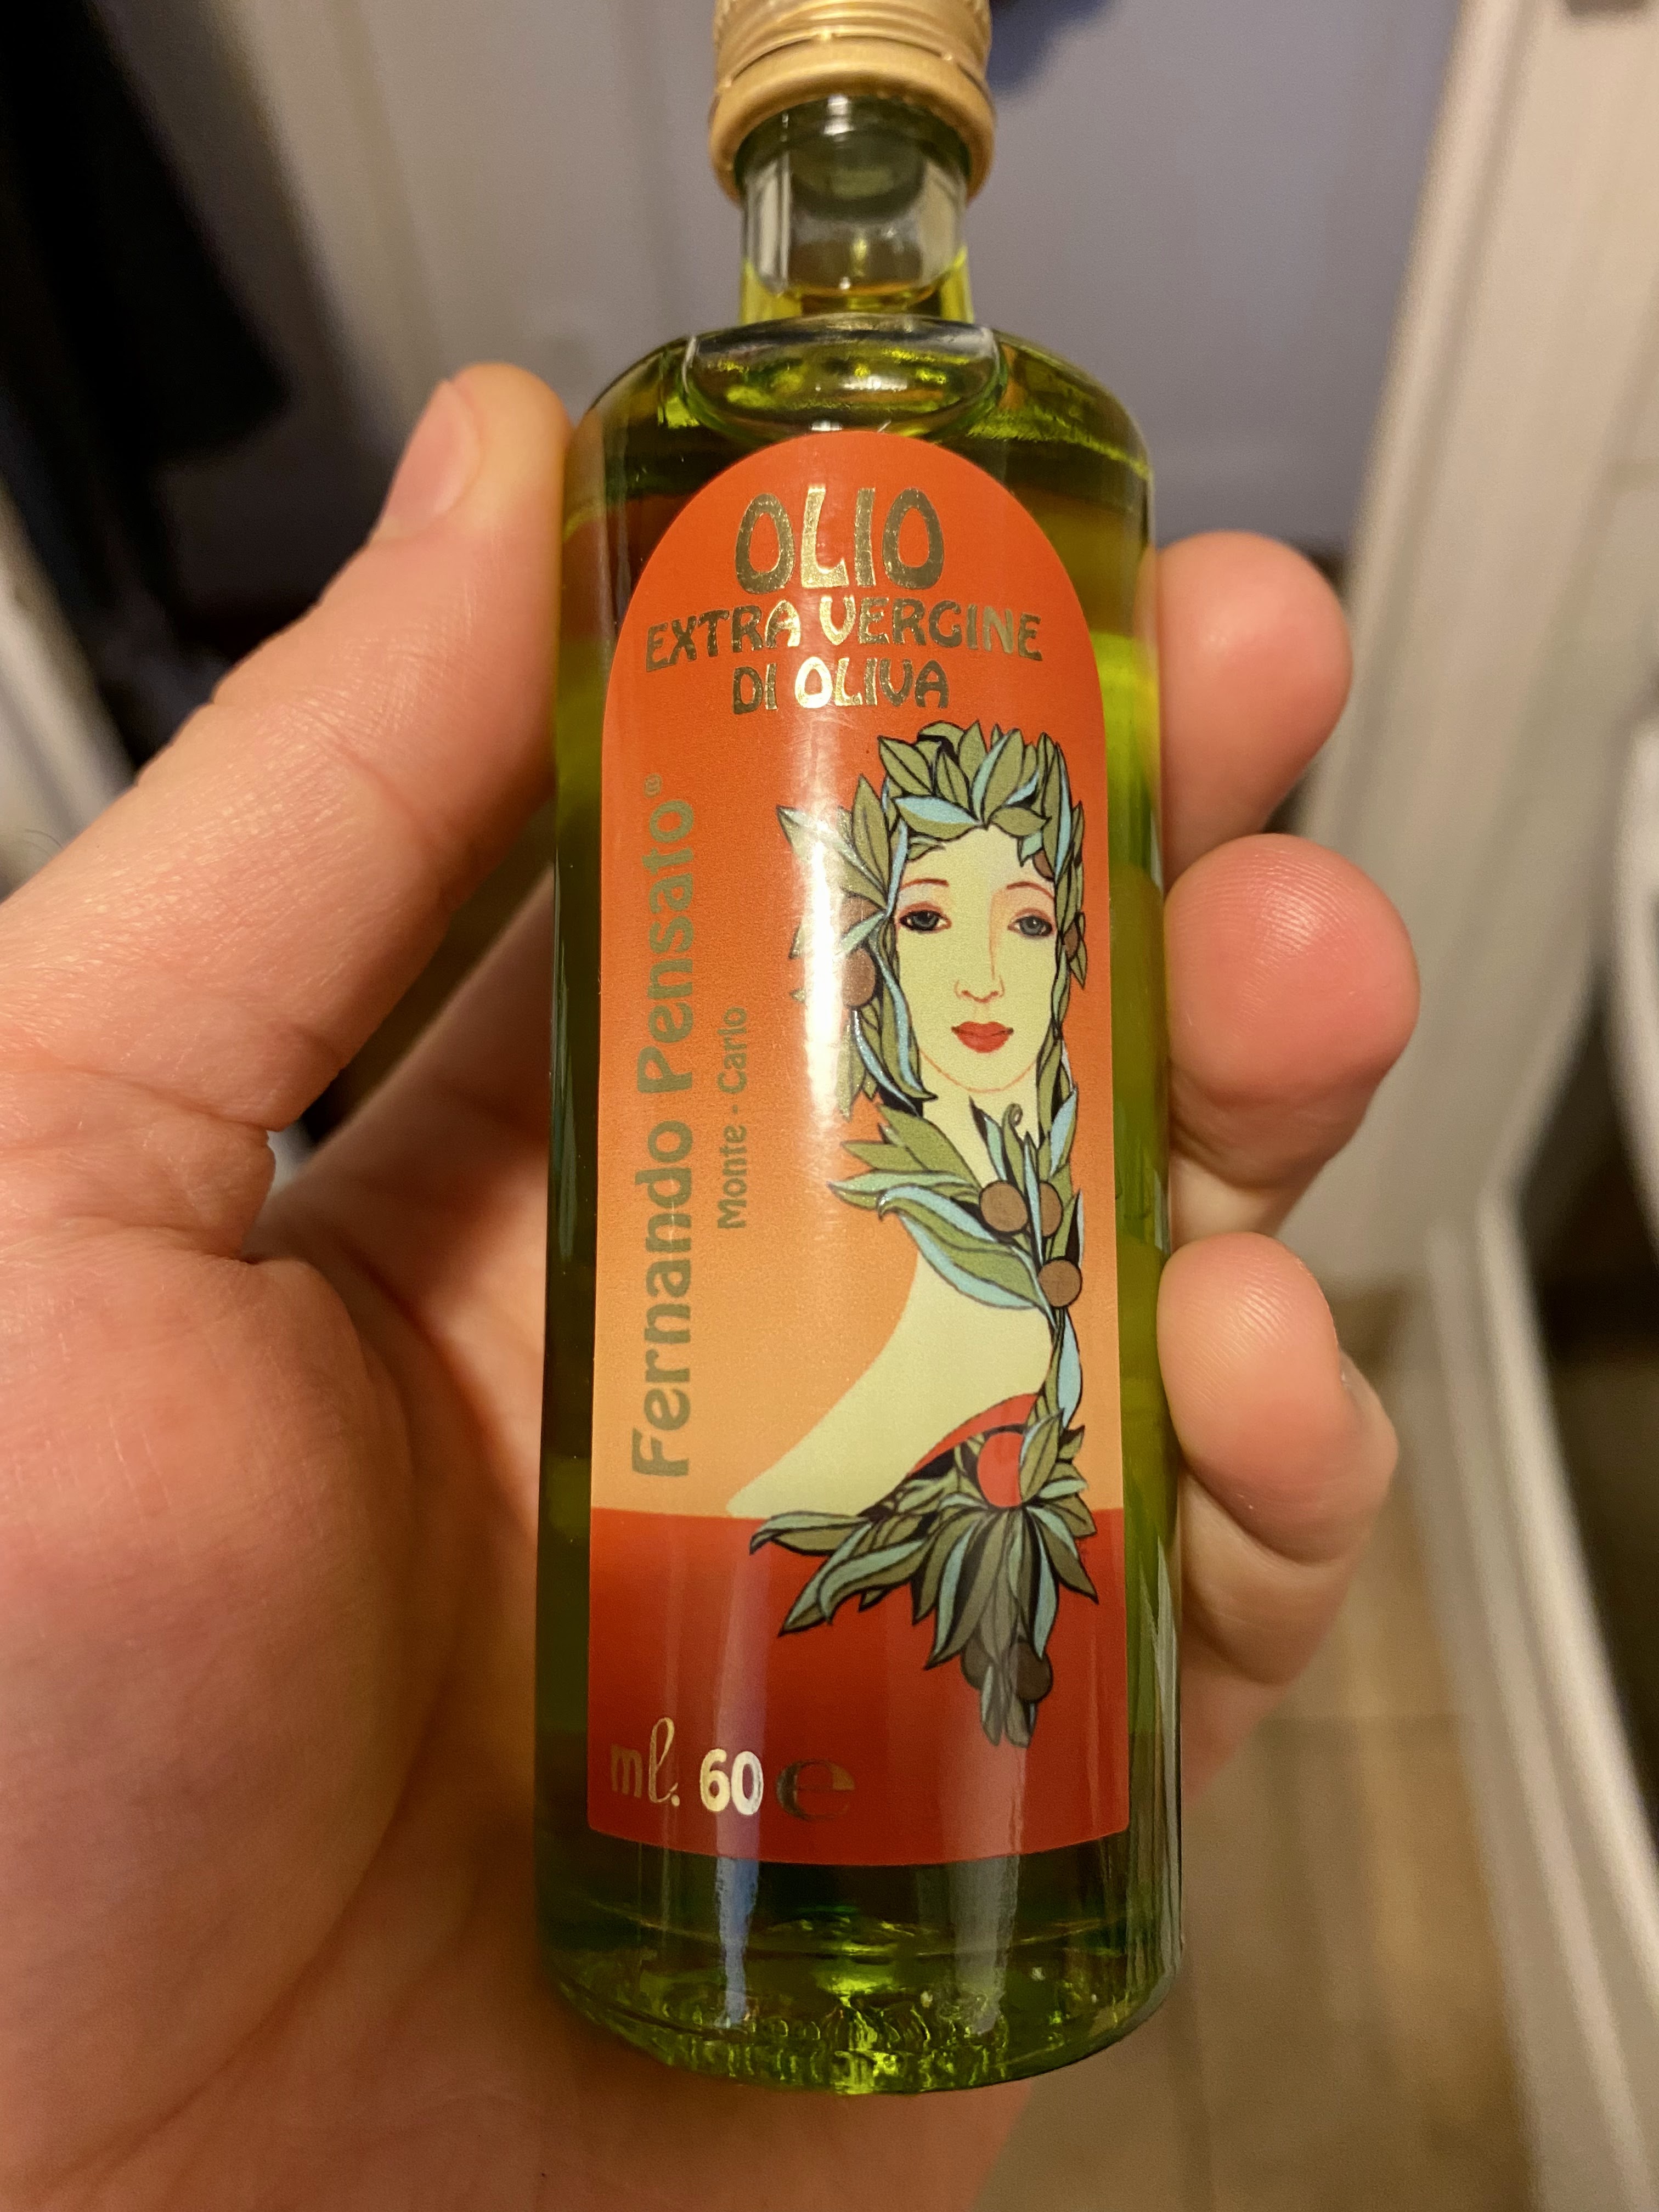 OLIO
EXTRA VERGINE
DI OLIVA
Fernando Pensato®
Monte - Carlo
ml. 60 e